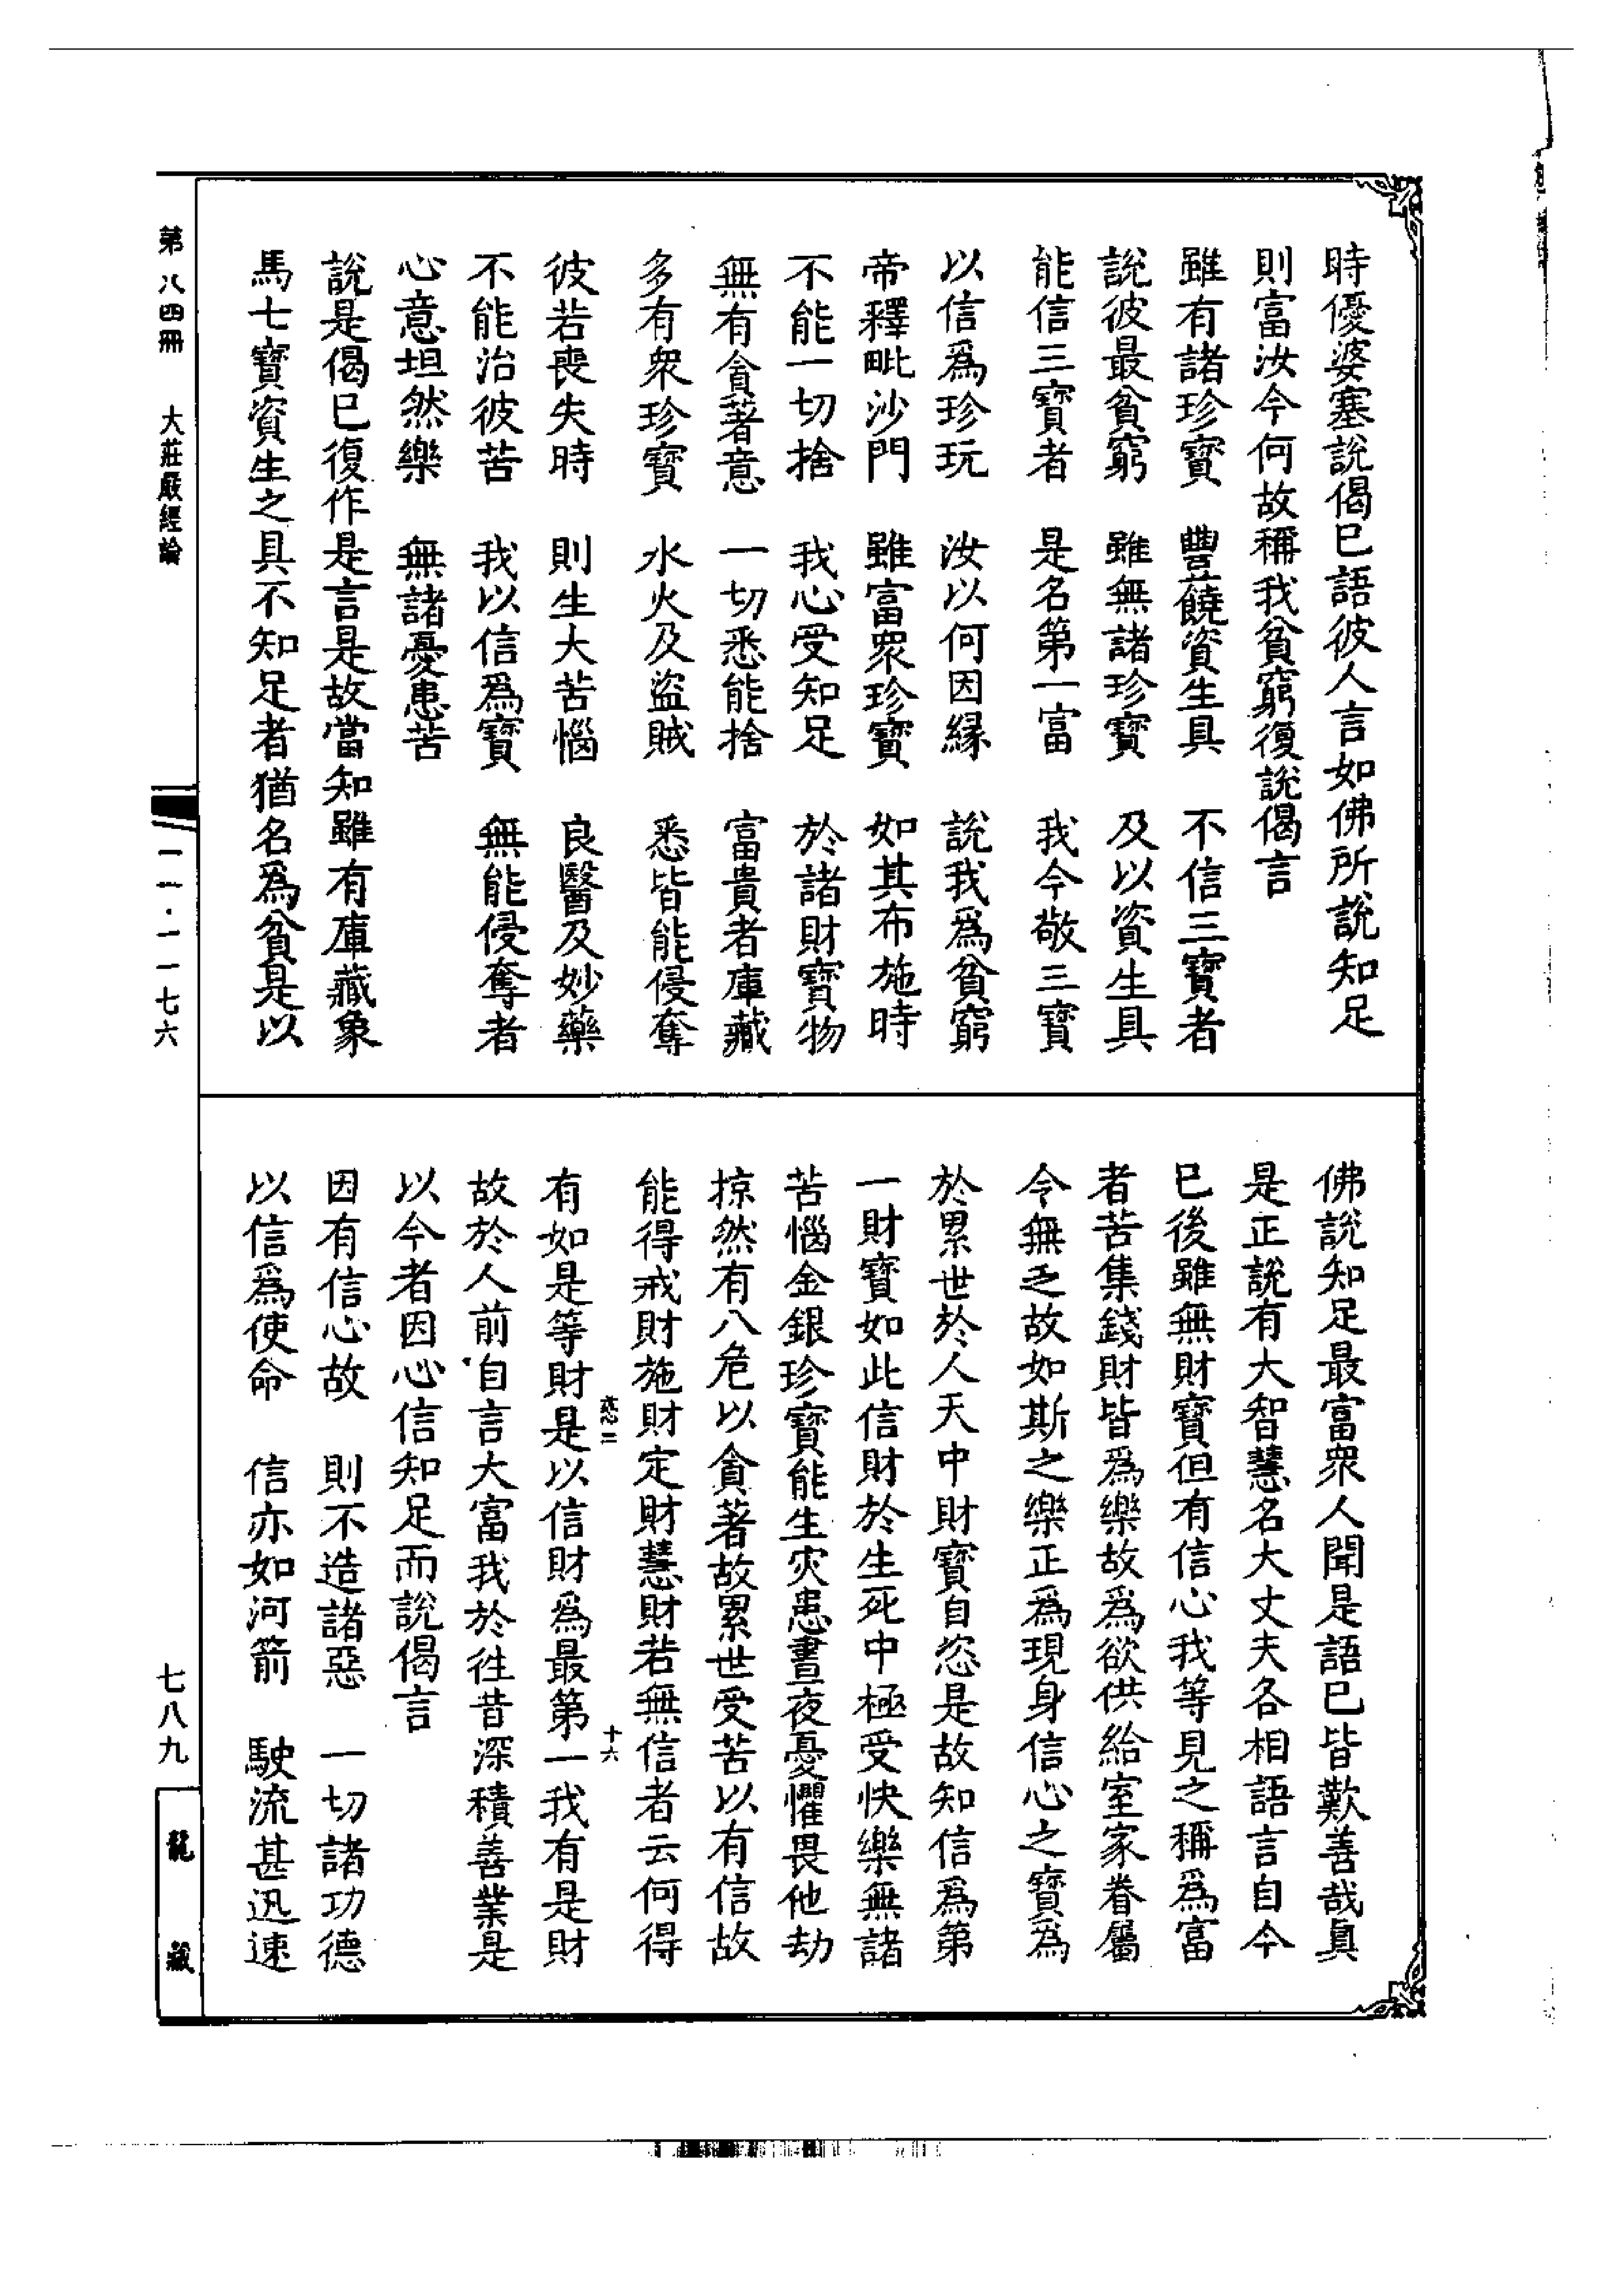 時優婆塞說偈已語彼人言如佛所說知足
則富汝今何故稱我貧窮復說偈言
雖有諸珍寶　豐饒資生具　不信三寶者
說彼最貧窮　雖無諸珍寶　及以資生具
能信三寶者　是名第一富　我今敬三寶
以信爲珍玩　汝以何因緣　說我爲貧窮
帝釋毗沙門　雖富衆珍寶　如其布施時
不能一切捨　我心受知足　於諸財寶物
無有貪著意　一切悉能捨　富貴者庫藏
多有衆珍寶　水火及盜賊　悉皆能侵奪
彼若喪失時　則生大苦惱　良醫及妙藥
不能治彼苦　我以信爲寶　無能侵奪者
心意坦然樂　無諸憂患苦
說是偈已復作是言是故當知雖有庫藏象
馬七寶資生之具不知足者猶名爲貧是以
佛說知足最富衆人聞是語已皆歎善哉眞
是正說有大智慧名大丈夫各相語言自今
已後雖無財寶但有信心我等見之稱爲富
者苦集錢財皆爲樂故爲欲供給室家眷屬
令無乏故如斯之樂正爲現身信心之寶爲
於累世於人天中財寶自恣是故知信爲第
一財寶如此信財於生死中極受快樂無諸
苦惱金銀珍寶能生灾患晝夜憂懼畏他劫
掠然有八危以貪著故累世受苦以有信故
能得戒財施財定財慧財若無信者云何得
有如是等財是以信財爲最第一我有是財
十六
故於人前自言大富我於往昔深積善業是
以今者因心信知足而說偈言
因有信心故　則不造諸惡　一切諸功德
以信爲使命　信亦如河箭　駛流甚迅速
第八四冊　大莊嚴經論
一一一·一一七六
七八九
龍藏